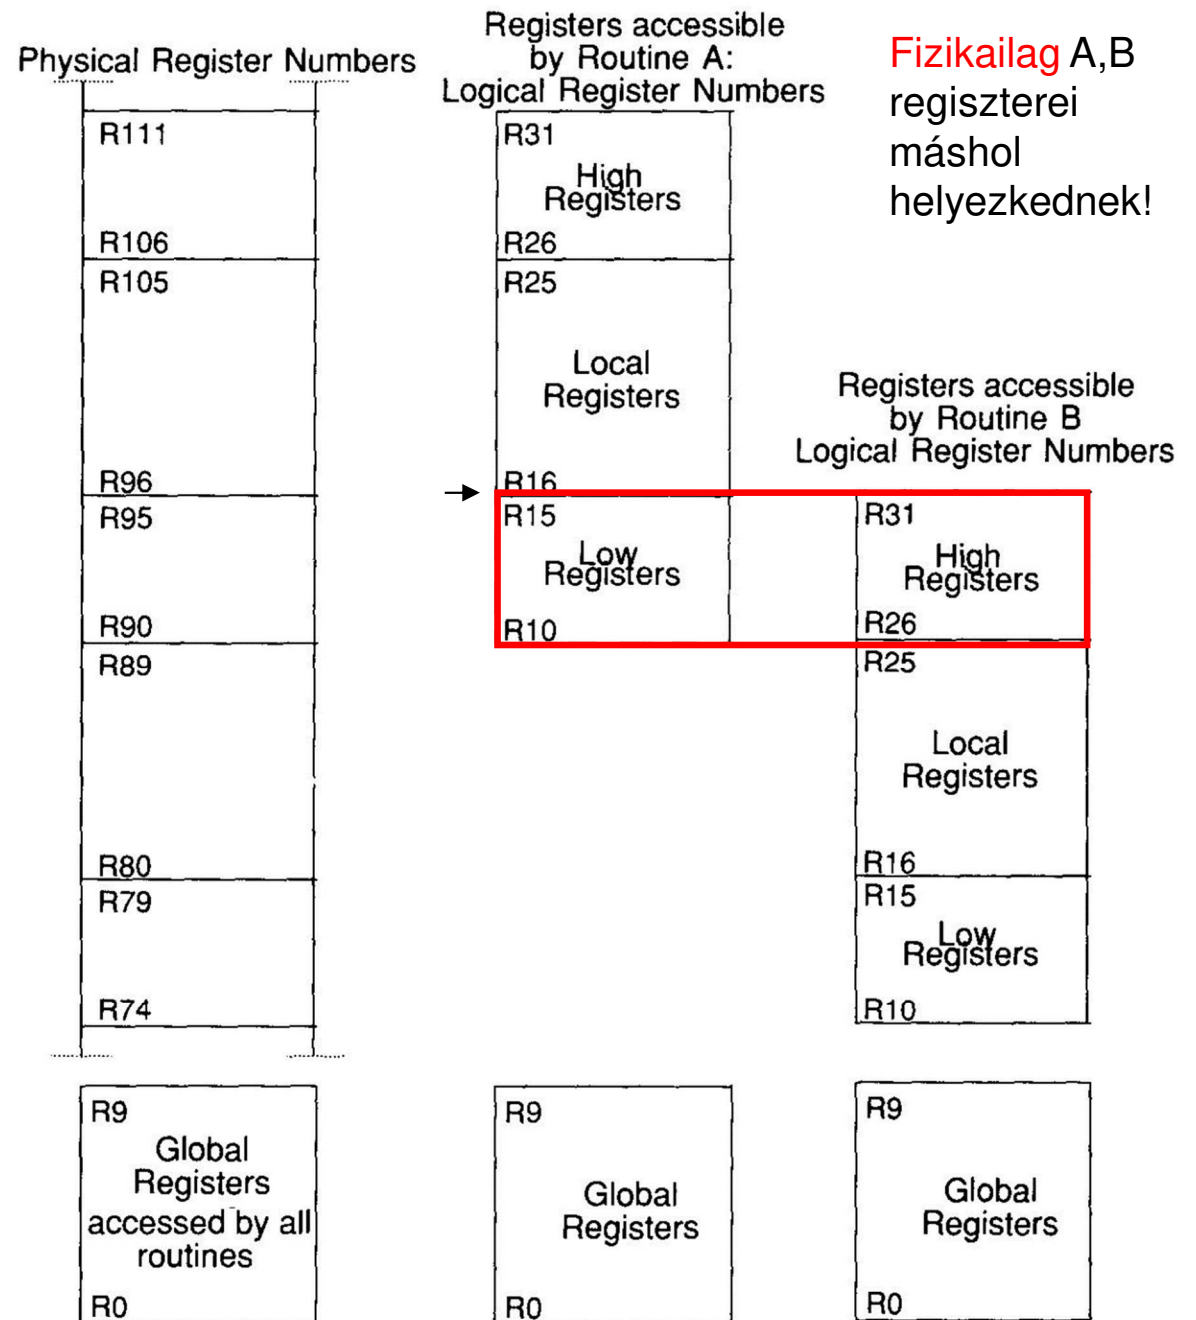 Physical Register Numbers
R111
R106
R105
R96
R95
R90
R89
R80
R79
R74
R9
Global
Registers
accessed by all
routines
R0
Registers accessible
by Routine A:
Logical Register Numbers
R31
High
Registers
R26
R25
Local
Registers
R16
R15
Low
Registers
R10
R9
Global
Registers
R0
Fizikailag A,B
regiszterei
máshol
helyezkednek!
Registers accessible
by Routine B
Logical Register Numbers
R31
High
Registers
R26
R25
Local
Registers
R16
R15
Low
Registers
R10
R9
Global
Registers
R0